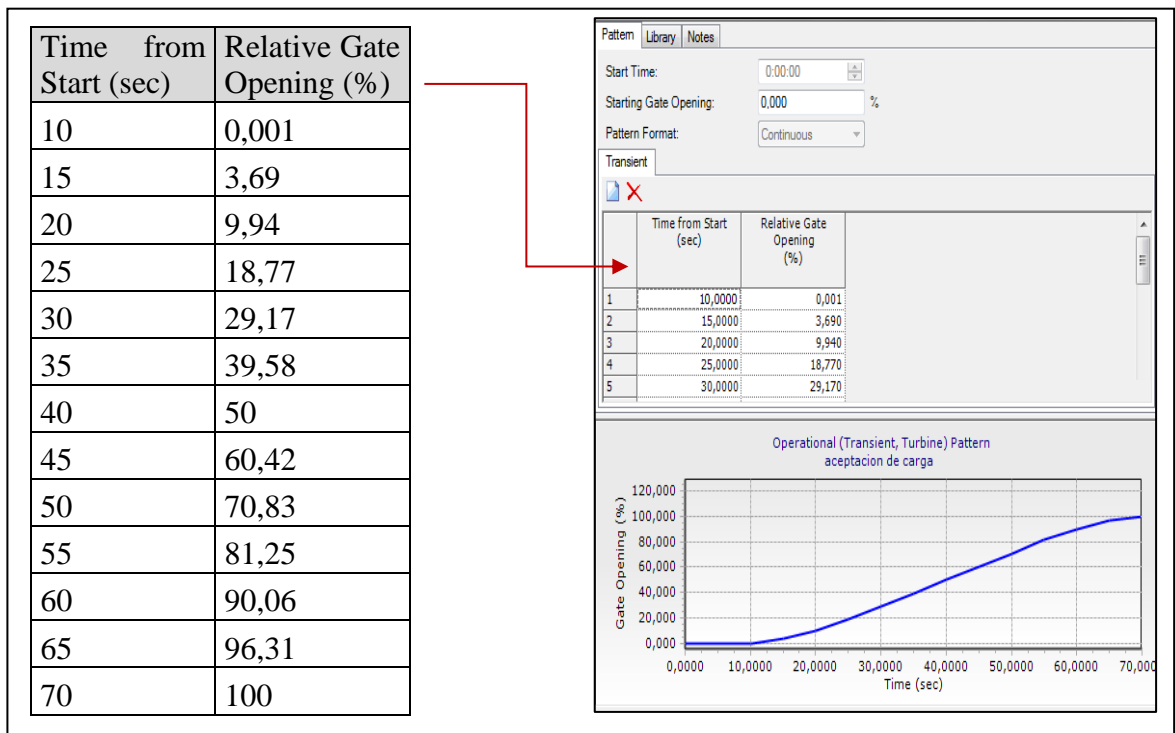 Time from Relative Gate
Start (sec) Opening (%)
10 0,001
15 3,69
20 9,94
25 18,77
30 29,17
35 39,58
40 50
45 60,42
50 70,83
55 81,25
60 90,06
65 96,31
70 100
Pattern Library Notes
Start Time: 0:00:00
Starting Gate Opening: 0,000 %
Pattern Format: Continuous
Transient
Time from Start Relative Gate
(sec) Opening
(%)
1 10,0000 0,001
2 15,0000 3,690
3 20,0000 9,940
4 25,0000 18,770
5 30,0000 29,170
Operational (Transient, Turbine) Pattern
aceptacion de carga
Gate Opening (%)
120,000
100,000
80,000
60,000
40,000
20,000
0,000
0,0000 10,0000 20,0000 30,0000 40,0000 50,0000 60,0000 70,000
Time (sec)